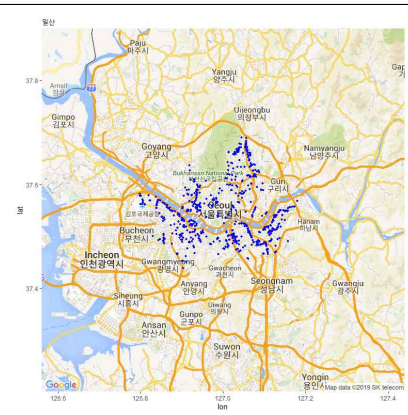 일산
Paju
파주시
37.8
Yangju
양주시
Gimpo
김포시
Uijeongbu
의정부시
Goyang
고양시
Namyangju
남양주시
Bukhansan National Park
37.6
Guri
구리시
Seoul
서울특별시
김포국제공항
Hanam
하남시
lat
Bucheon
부천시
Incheon
인천광역시
Gwangmyeong
광명시
Gwacheon
과천시
37.4
Siheung
시흥시
Anyang
안양시
Seongnam
성남시
Gwangju
광주시
Uiwang
의왕시
Gunpo
군포시
Ansan
안산시
Suwon
수원시
Yongin
용인시
Google
Map data ©2019 SK telecom
126.6
126.8
127.0
127.2
127.4
lon